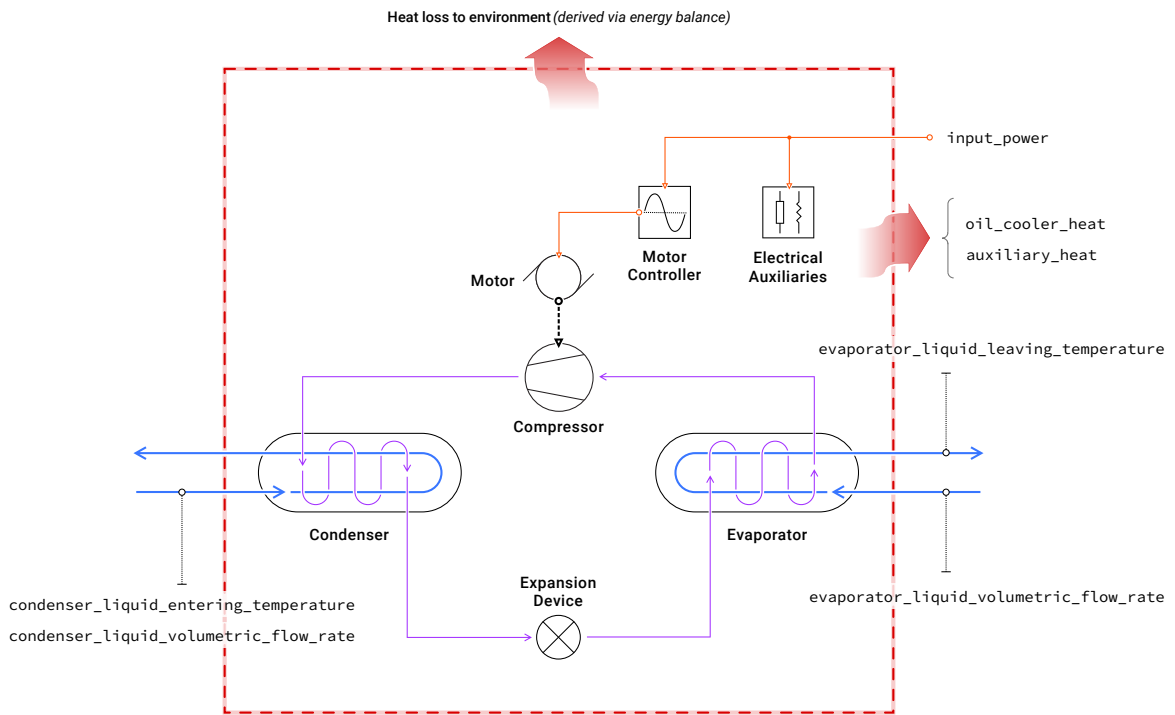 Heat loss to environment (derived via energy balance)
input_power
oil_cooler_heat
auxiliary_heat
Motor
Controller
Electrical
Auxiliaries
Motor
evaporator_liquid_leaving_temperature
Compressor
Condenser
Evaporator
Expansion
Device
condenser_liquid_entering_temperature
condenser_liquid_volumetric_flow_rate
evaporator_liquid_volumetric_flow_rate